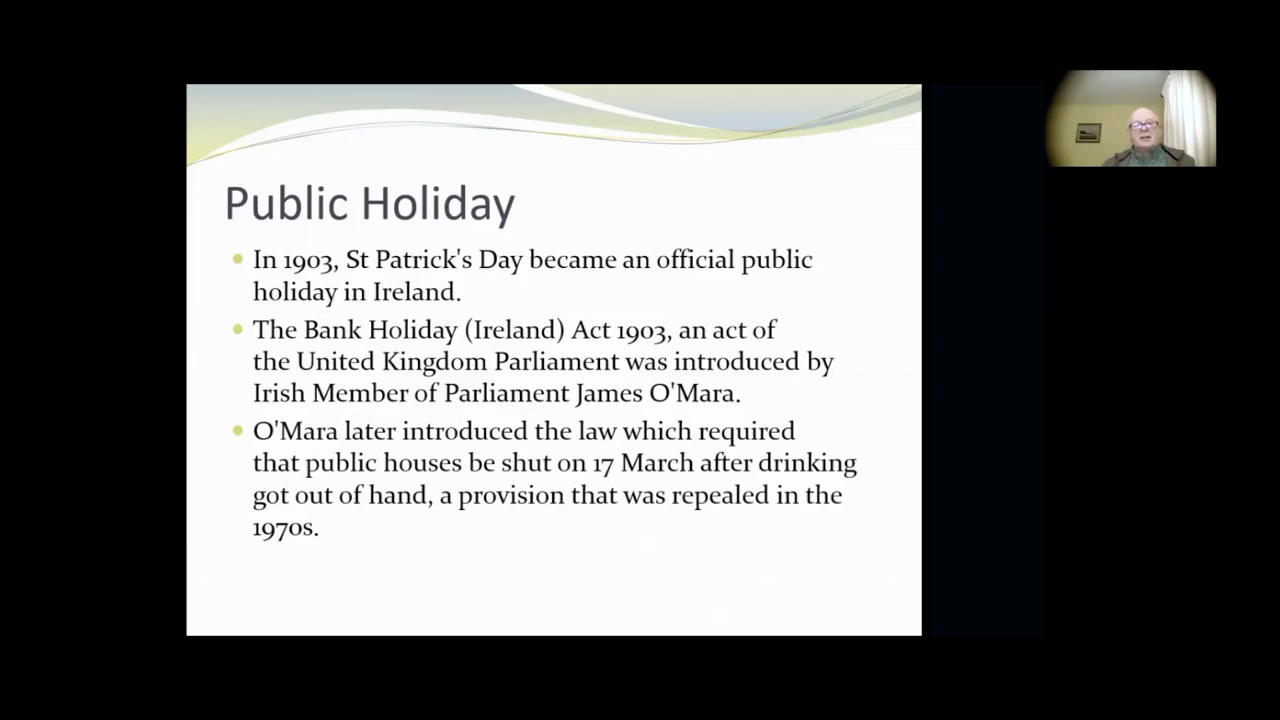 Public Holiday
In 1903, St Patrick's Day became an official public
holiday in Ireland.
The Bank Holiday (Ireland) Act 1903, an act of
the United Kingdom Parliament was introduced by
Irish Member of Parliament James O'Mara.
O'Mara later introduced the law which required
that public houses be shut on 17 March after drinking
got out of hand, a provision that was repealed in the
1970s.